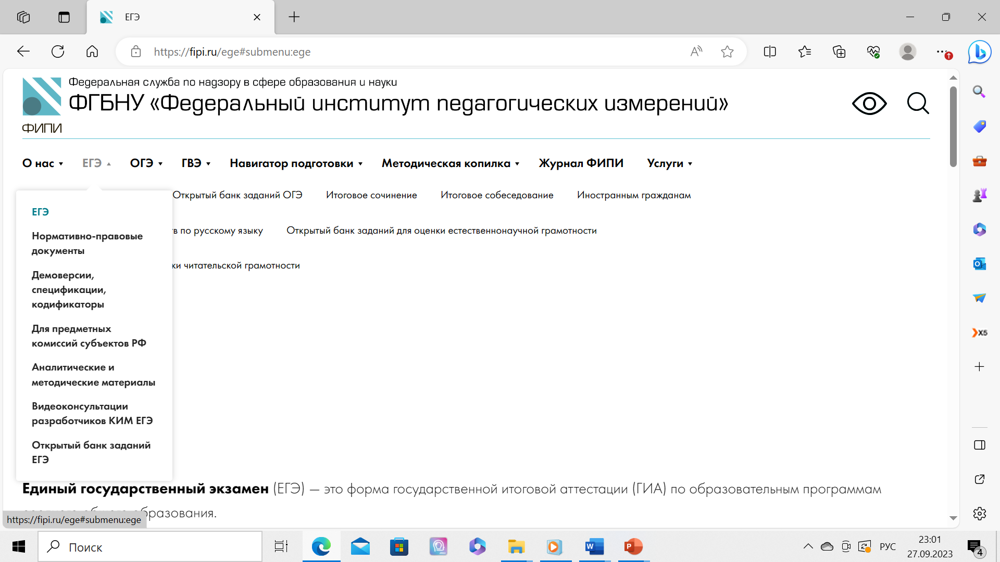 ЕГЭ
https://fipi.ru/ege#submenu:ege
Федеральная служба по надзору в сфере образования и науки
ФГБНУ «Федеральный институт педагогических измерений»
ФИПИ
О нас ЕГЭ ОГЭ ГВЭ Навигатор подготовки Методическая копилка Журнал ФИПИ Услуги
Открытый банк заданий ОГЭ Итоговое сочинение Итоговое собеседование Иностранным гражданам
по русскому языку Открытый банк заданий для оценки естественнонаучной грамотности
читательской грамотности
ЕГЭ
Нормативно-правовые
документы
Демоверсии,
спецификации,
кодификаторы
Для предметных
комиссий субъектов РФ
Аналитические и
методические материалы
Видеоконсультации
разработчиков КИМ ЕГЭ
Открытый банк заданий
ЕГЭ
Единый государственный экзамен (ЕГЭ) — это форма государственной итоговой аттестации (ГИА) по образовательным программам
образования.
https://fipi.ru/ege#submenu:ege
X5
Поиск
РУС
23:01
27.09.2023
4